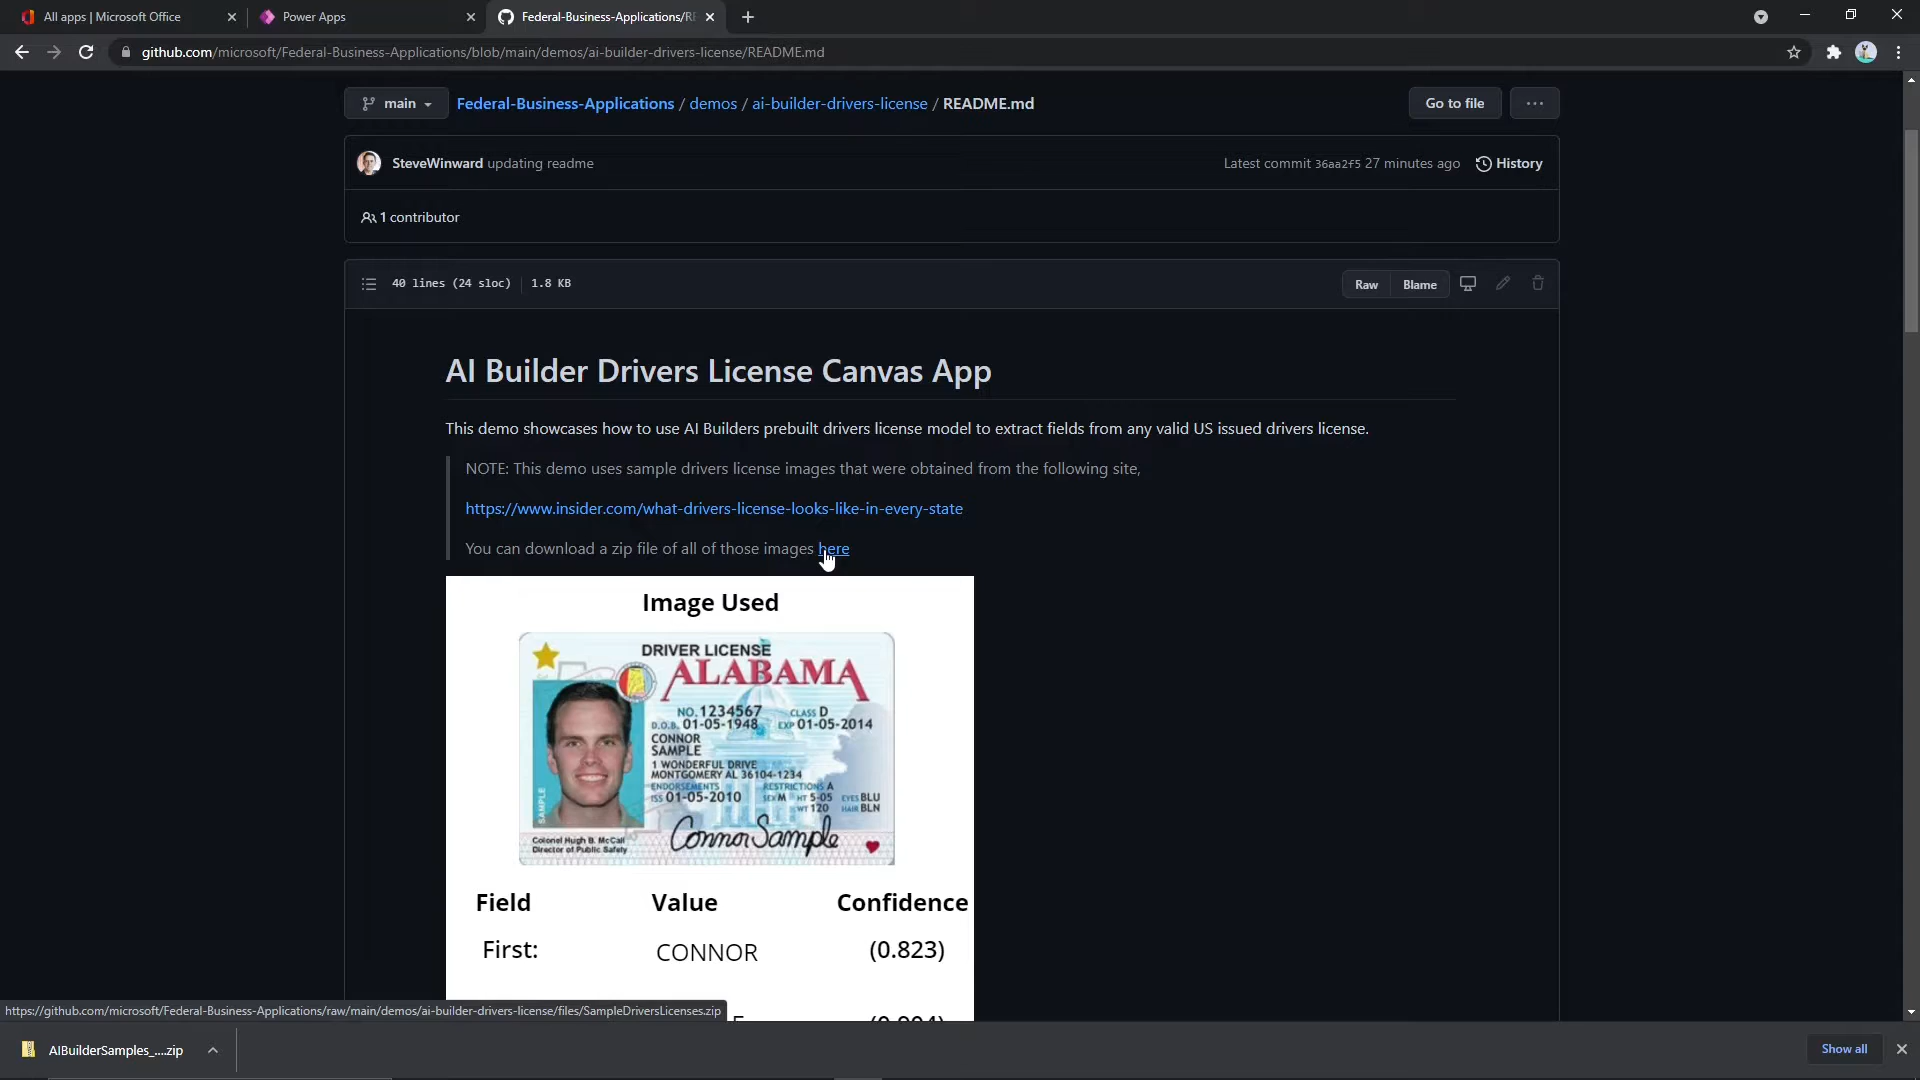 All apps | Microsoft Office
Power Apps
Federal-Business-Applications/RE
github.com/microsoft/Federal-Business-Applications/blob/main/demos/ai-builder-drivers-license/README.md
main
Federal-Business-Applications / demos / ai-builder-drivers-license / README.md
Go to file
SteveWinward updating readme
Latest commit 36aa2f5 27 minutes ago
History
1 contributor
40 lines (24 sloc) | 1.8 KB
Raw
Blame
AI Builder Drivers License Canvas App
This demo showcases how to use AI Builders prebuilt drivers license model to extract fields from any valid US issued drivers license.
NOTE: This demo uses sample drivers license images that were obtained from the following site,
https://www.insider.com/what-drivers-license-looks-like-in-every-state
You can download a zip file of all of those images here
Image Used
DRIVER LICENSE
ALABAMA
NO. 1234567 CLASS D
D.O.B. 01-05-1948 EXP 01-05-2014
CONNOR
SAMPLE
1 WONDERFUL DRIVE
MONTGOMERY AL 36104-1234
ENDORSEMENTS RESTRICTIONS A
ISS 01-05-2010 SEX M HT 5-05 EYES BLU
WT 120 HAIR BLN
SAMPLE
Connor Sample
Colonel Hugh B. McCall
Director of Public Safety
Field Value Confidence
First: CONNOR (0.823)
https://github.com/microsoft/Federal-Business-Applications/raw/main/demos/ai-builder-drivers-license/files/SampleDriversLicenses.zip
AIBuilderSamples_....zip
Show all